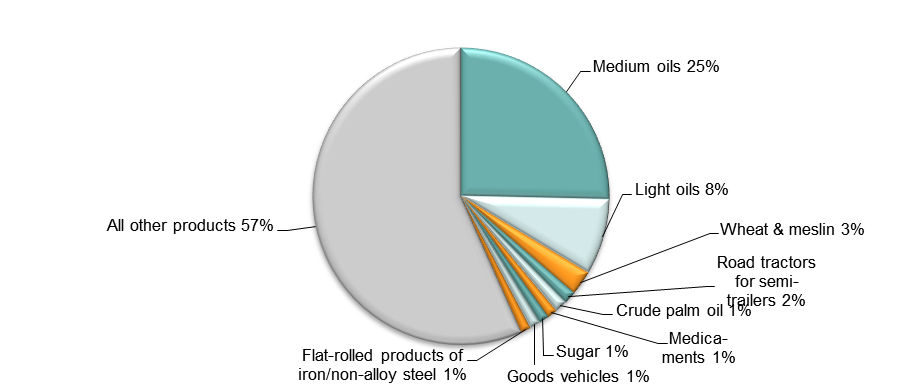 Medium oils 25%
Light oils 8%
Wheat & meslin 3%
Road tractors
for semi-
trailers 2%
Crude palm oil 1%
Medica-
ments 1%
Sugar 1%
Goods vehicles 1%
Flat-rolled products of
iron/non-alloy steel 1%
All other products 57%